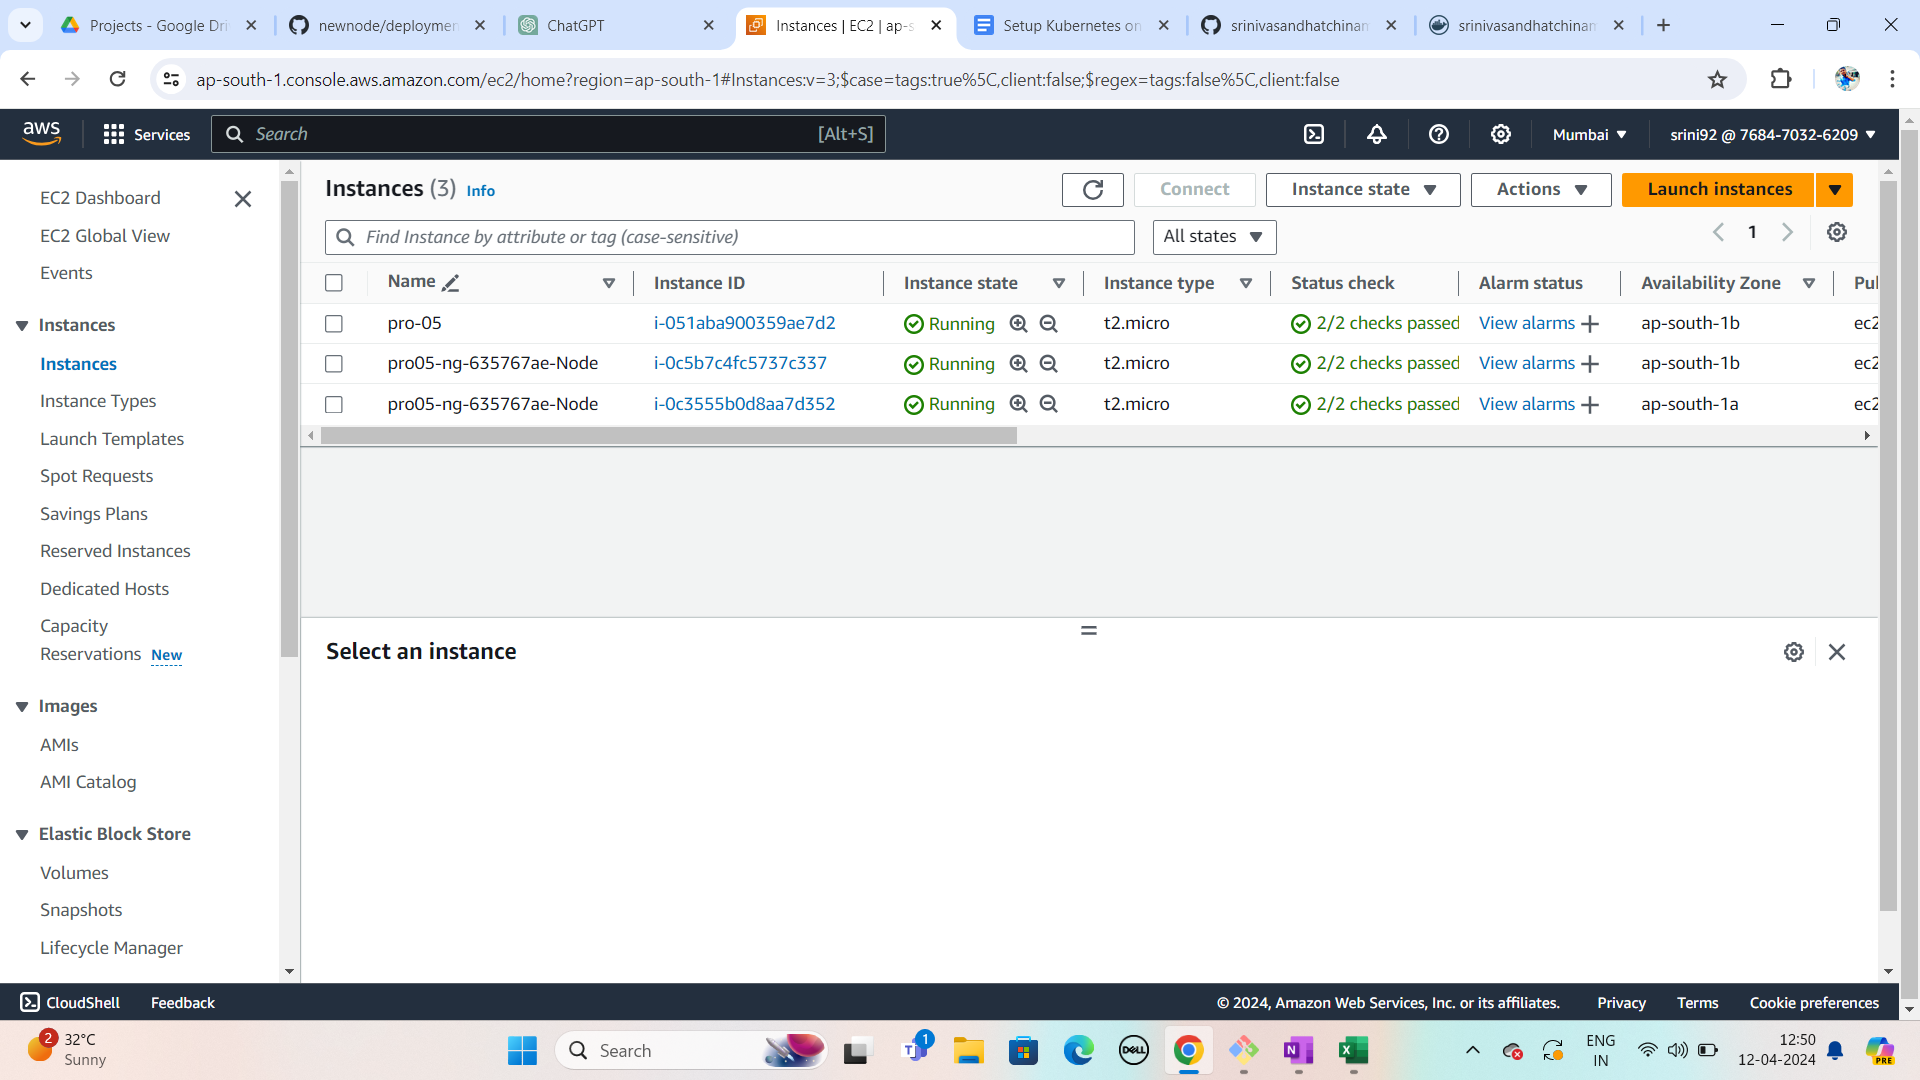 Projects - Google Dri
newnode/deploymen
ChatGPT
Instances | EC2 | ap-s
Setup Kubernetes on
srinivasandhatchinam
srinivasandhatchinam
ap-south-1.console.aws.amazon.com/ec2/home?region=ap-south-1#Instances:v=3;$case=tags:true%5C,client:false;$regex=tags:false%5C,client:false
aws
Services
Search
[Alt+S]
Mumbai
srini92 @ 7684-7032-6209
EC2 Dashboard
EC2 Global View
Events
Instances
Instances
Instance Types
Launch Templates
Spot Requests
Savings Plans
Reserved Instances
Dedicated Hosts
Capacity
Reservations New
Images
AMIs
AMI Catalog
Elastic Block Store
Volumes
Snapshots
Lifecycle Manager
Instances (3) Info
Connect
Instance state
Actions
Launch instances
Find Instance by attribute or tag (case-sensitive)
All states
1
Name Instance ID Instance state Instance type Status check Alarm status Availability Zone Pul
pro-05 i-051aba900359ae7d2 Running t2.micro 2/2 checks passed View alarms ap-south-1b ec2
pro05-ng-635767ae-Node i-0c5b7c4fc5737c337 Running t2.micro 2/2 checks passed View alarms ap-south-1b ec2
pro05-ng-635767ae-Node i-0c3555b0d8aa7d352 Running t2.micro 2/2 checks passed View alarms ap-south-1a ec2
Select an instance
CloudShell Feedback
© 2024, Amazon Web Services, Inc. or its affiliates. Privacy Terms Cookie preferences
2
32°C
Sunny
Search
1
DELL
ENG
IN
12:50
12-04-2024
PRE